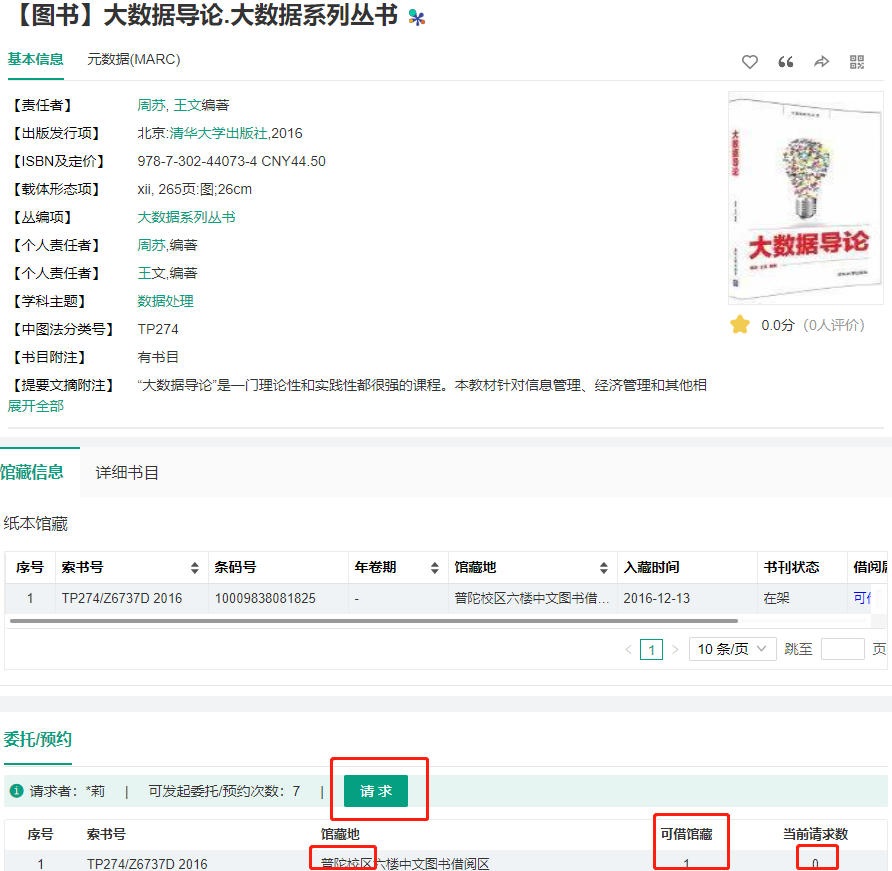 【图书】大数据导论.大数据系列丛书
基本信息 元数据(MARC)
【责任者】 周苏, 王文编著
【出版发行项】 北京:清华大学出版社,2016
【ISBN及定价】 978-7-302-44073-4 CNY44.50
【载体形态项】 xii, 265页:图;26cm
【丛编项】 大数据系列丛书
【个人责任者】 周苏,编著
【个人责任者】 王文,编著
【学科主题】 数据处理
【中图法分类号】 TP274
【书目附注】 有书目
【提要文摘附注】 “大数据导论”是一门理论性和实践性都很强的课程。本教材针对信息管理、经济管理和其他相
展开全部
大数据导论
大数据导论
0.0分 (0人评价)
馆藏信息 详细书目
纸本馆藏
序号 索书号 条码号 年卷期 馆藏地 入藏时间 书刊状态 借阅
1 TP274/Z6737D 2016 10009838081825 - 普陀校区六楼中文图书借... 2016-12-13 在架 可
< 1 > 10 条/页 跳至 页
委托/预约
请求者：*莉 | 可发起委托/预约次数：7 | 请 求
序号 索书号 馆藏地 可借馆藏 当前请求数
1 TP274/Z6737D 2016 普陀校区六楼中文图书借阅区 1 0